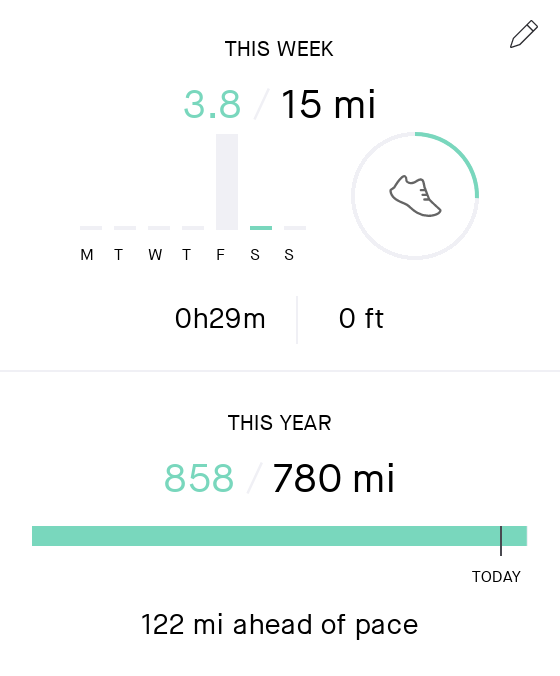 THIS WEEK
3.8 / 15 mi
M T W T F S S
0h29m 0 ft
THIS YEAR
858 / 780 mi
TODAY
122 mi ahead of pace